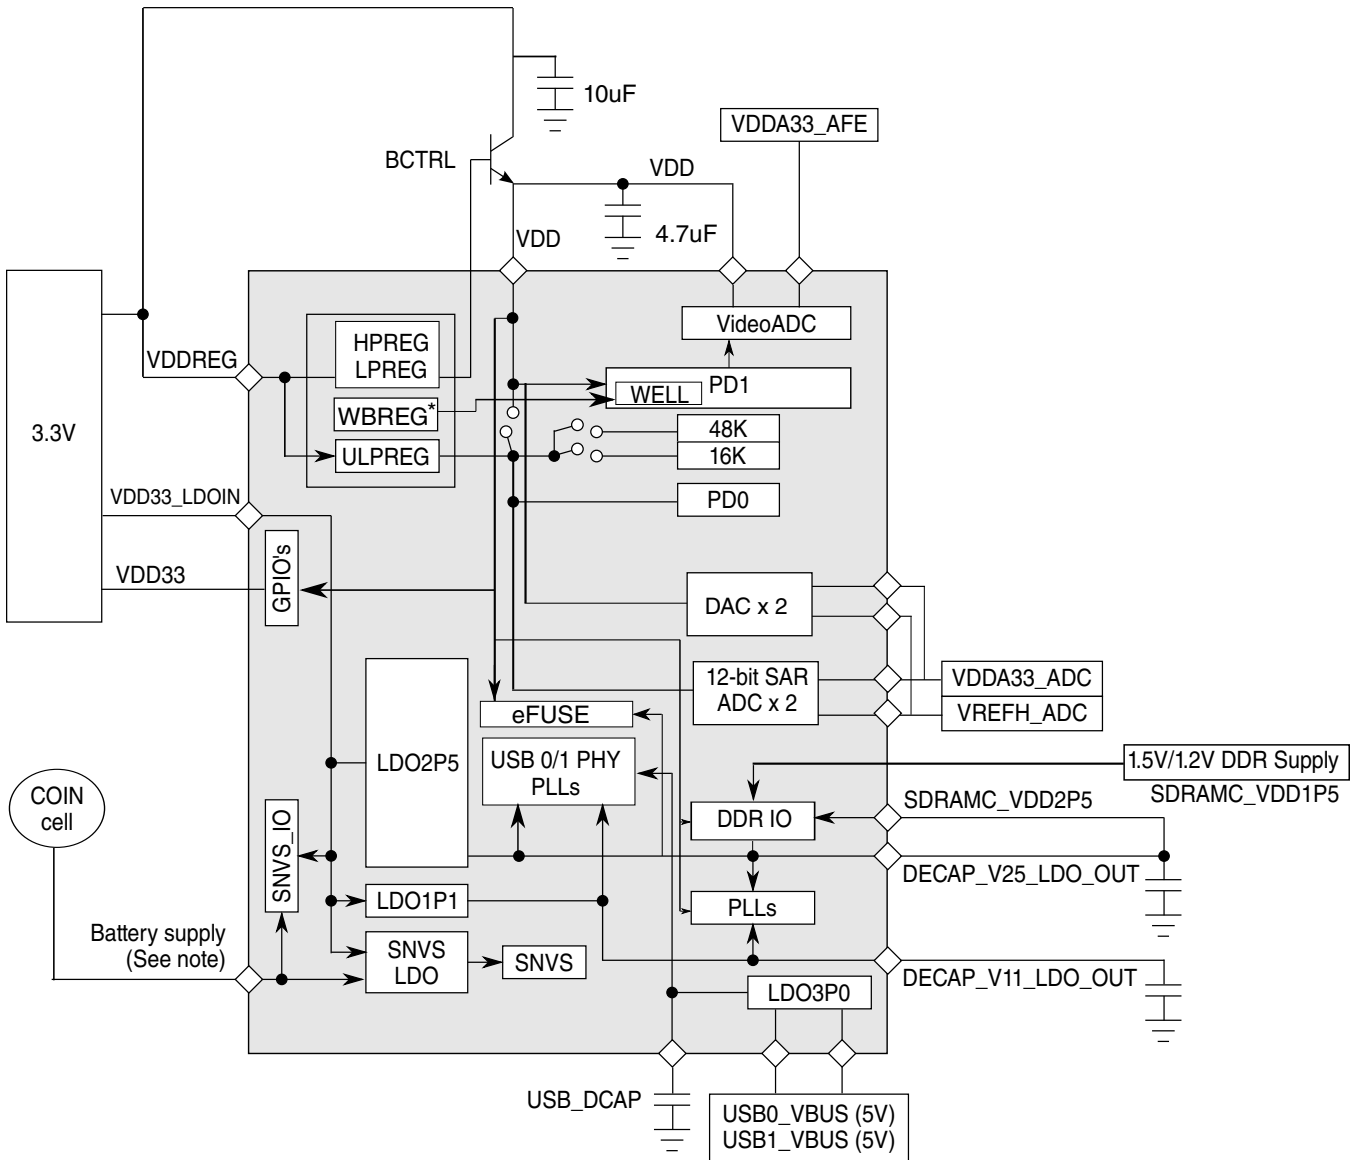 10uF
VDDA33_AFE
BCTRL
VDD
4.7uF
VDD
VideoADC
HPREG
LPREG
VDDREG
PD1
WELL
WBREG*
3.3V
48K
ULPREG
16K
VDD33_LDOIN
PD0
GPIO's
VDD33
DAC x 2
12-bit SAR
ADC x 2
VDDA33_ADC
VREFH_ADC
eFUSE
LDO2P5
USB 0/1 PHY
PLLs
1.5V/1.2V DDR Supply
SDRAMC_VDD1P5
COIN
cell
SDRAMC_VDD2P5
DDR IO
SNVS_IO
DECAP_V25_LDO_OUT
LDO1P1
PLLs
Battery supply
(See note)
SNVS
LDO
SNVS
DECAP_V11_LDO_OUT
LDO3P0
USB_DCAP
USB0_VBUS (5V)
USB1_VBUS (5V)